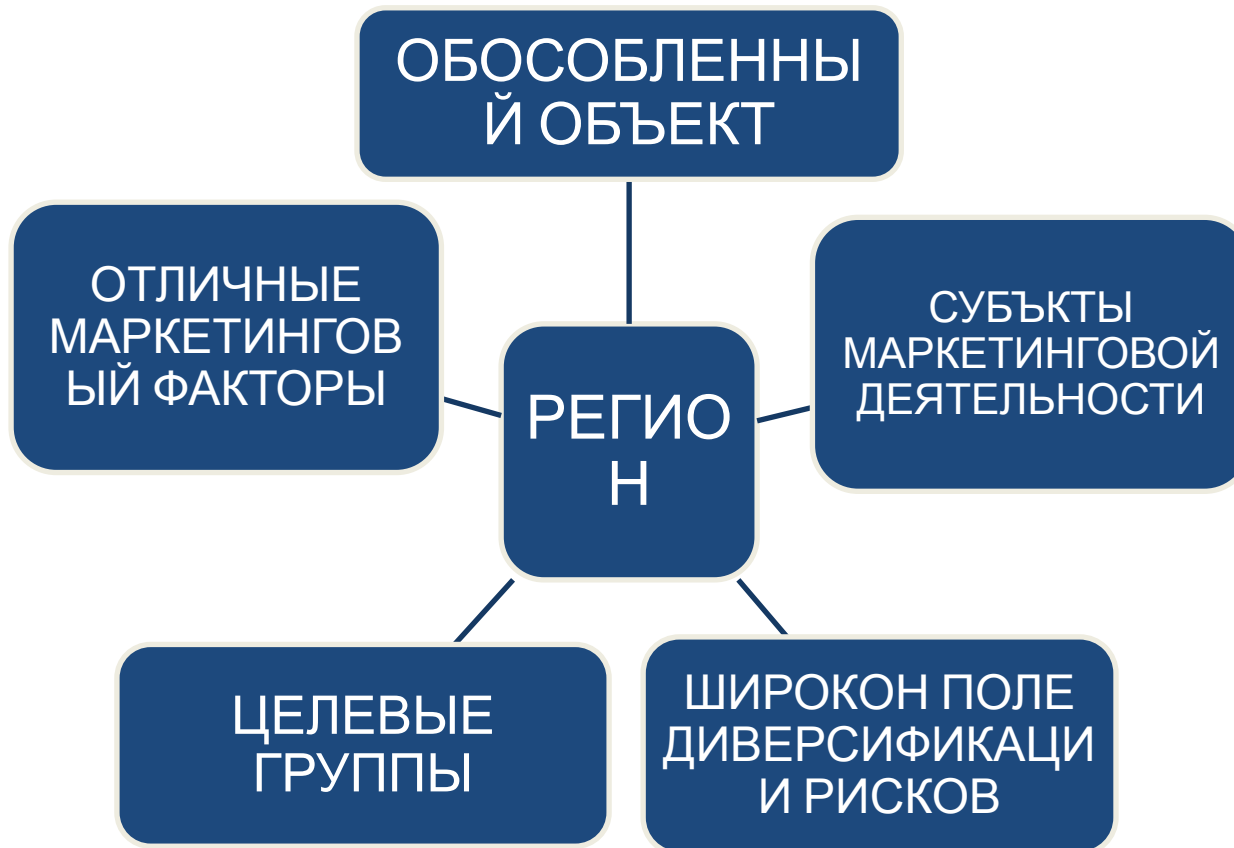 ОБОСОБЛЕННЫ
Й ОБЪЕКТ
ОТЛИЧНЫЕ
МАРКЕТИНГОВ
ЫЙ ФАКТОРЫ
СУБЪКТЫ
МАРКЕТИНГОВОЙ
ДЕЯТЕЛЬНОСТИ
РЕГИО
Н
ЦЕЛЕВЫЕ
ГРУППЫ
ШИРОКОН ПОЛЕ
ДИВЕРСИФИКАЦИ
И РИСКОВ